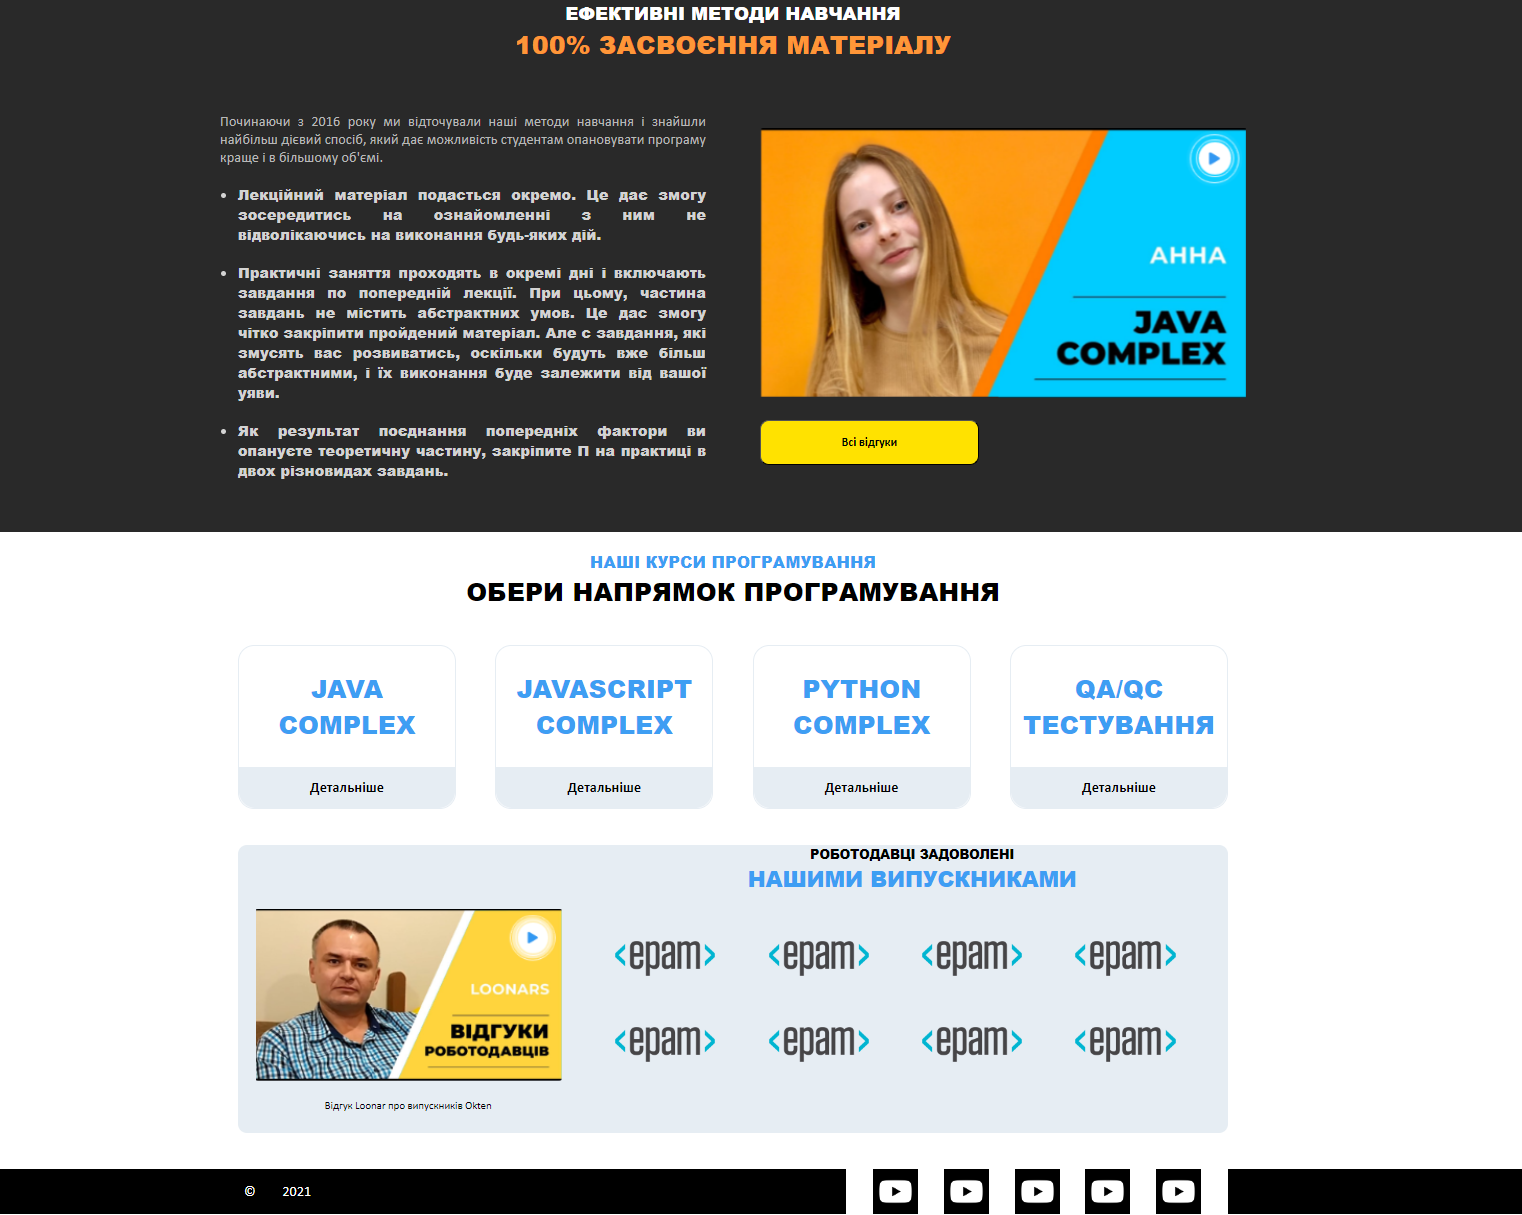 ЕФЕКТИВНІ МЕТОДИ НАВЧАННЯ
100% ЗАСВОЄННЯ МАТЕРІАЛУ
Починаючи з 2016 року ми відточували наші методи навчання і знайшли
найбільш дієвий спосіб, який дає можливість студентам опановувати програму
краще і в більшому об'ємі.
• Лекційний матеріал подасться окремо. Це дає змогу
зосередитись на ознайомленні з ним не
відволікаючись на виконання будь-яких дій.
• Практичні заняття проходять в окремі дні і включають
завдання по попередній лекції. При цьому, частина
завдань не містить абстрактних умов. Це дас змогу
чітко закріпити пройдений матеріал. Але с завдання, які
змусять вас розвиватись, оскільки будуть вже більш
абстрактними, і їх виконання буде залежити від вашої
уяви.
• Як результат поєднання попередніх фактори ви
опануєте теоретичну частину, закріпите П на практиці в
двох різновидах завдань.
АННА
JAVA
COMPLEX
Всі відгуки
НАШІ КУРСИ ПРОГРАМУВАННЯ
ОБЕРИ НАПРЯМОК ПРОГРАМУВАННЯ
JAVA
COMPLEX
Детальніше
JAVASCRIPT
COMPLEX
Детальніше
PYTHON
COMPLEX
Детальніше
QA/QC
ТЕСТУВАННЯ
Детальніше
РОБОТОДАВЦІ ЗАДОВОЛЕНІ
НАШИМИ ВИПУСКНИКАМИ
LOONARS
ВІДГУКИ
РОБОТОДАВЦІВ
Відгук Loonar про випускників Okten
<epam> <epam> <epam> <epam>
<epam> <epam> <epam> <epam>
© 2021